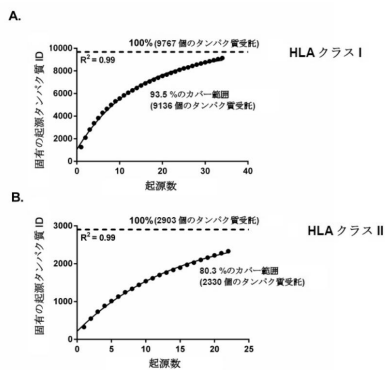 A.
100% (9767 個のタンパク質受託)
R² = 0.99
HLA クラス I
93.5 %のカバー範囲
(9136 個のタンパク質受託)
固有の起源タンパク質 ID
10000
8000
6000
4000
2000
0
0 10 20 30 40
起源数
B.
100% (2903 個のタンパク質受託)
R² = 0.99
HLA クラス II
80.3 %のカバー範囲
(2330 個のタンパク質受託)
固有の起源タンパク質 ID
3000
2000
1000
0
0 5 10 15 20 25
起源数